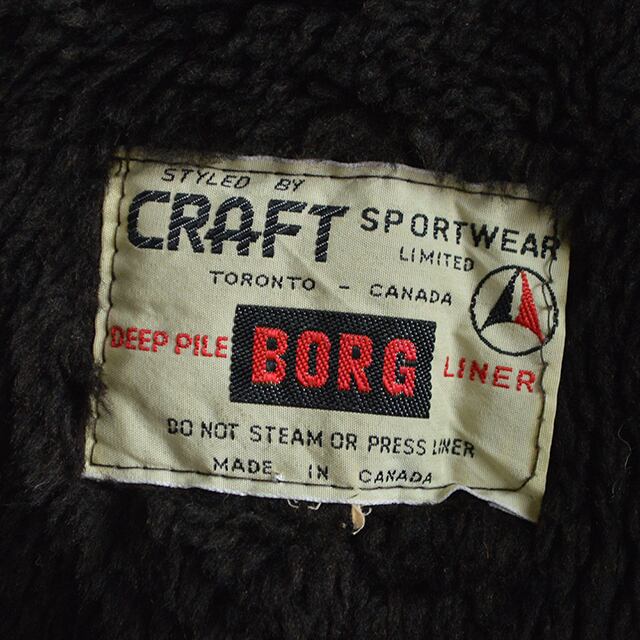 STYLED BY
CRAFT SPORTWEAR
LIMITED
TORONTO - CANADA
DEEP PILE BORG LINER
DO NOT STEAM OR PRESS LINER
MADE IN CANADA